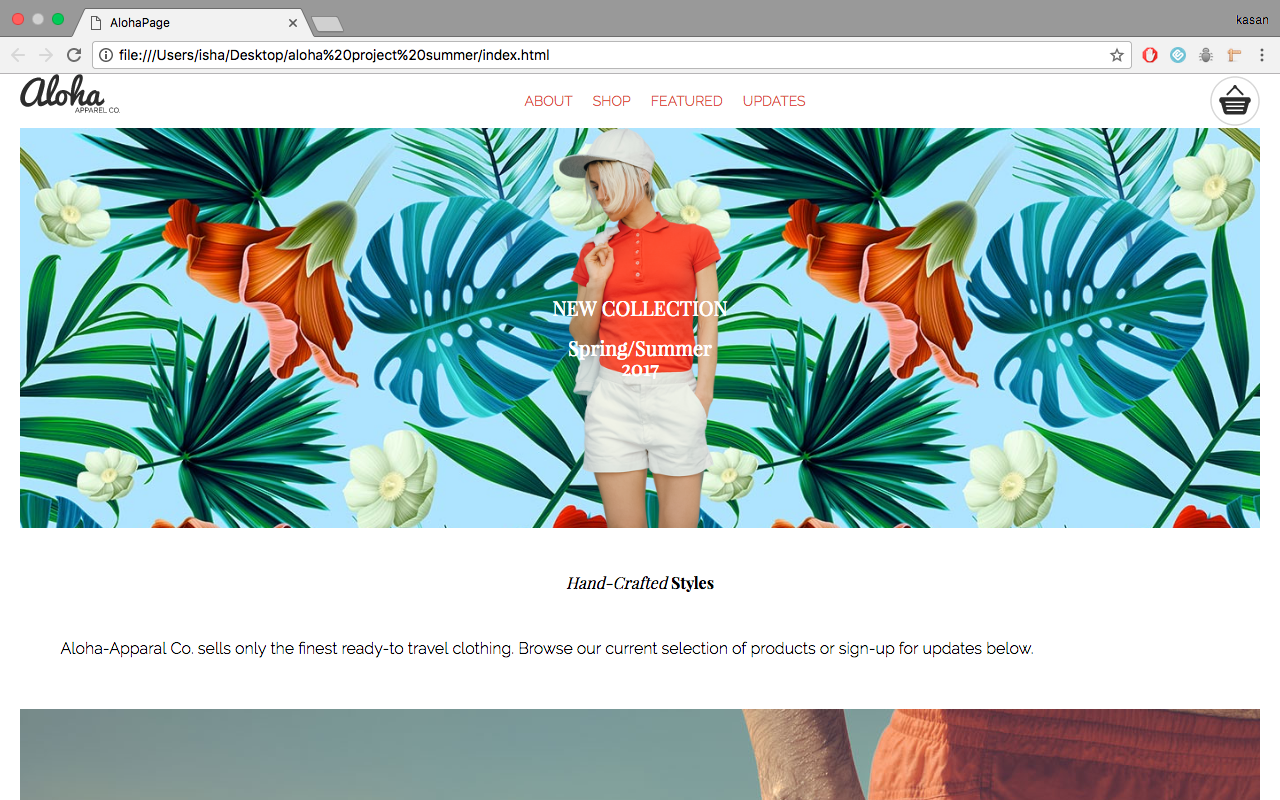 AlohaPage
kasan
file:///Users/isha/Desktop/aloha%20project%20summer/index.html
Aloha
APPAREL CO.
ABOUT SHOP FEATURED UPDATES
NEW COLLECTION
Spring/Summer
2017
Hand-Crafted Styles
Aloha-Apparal Co. sells only the finest ready-to travel clothing. Browse our current selection of products or sign-up for updates below.